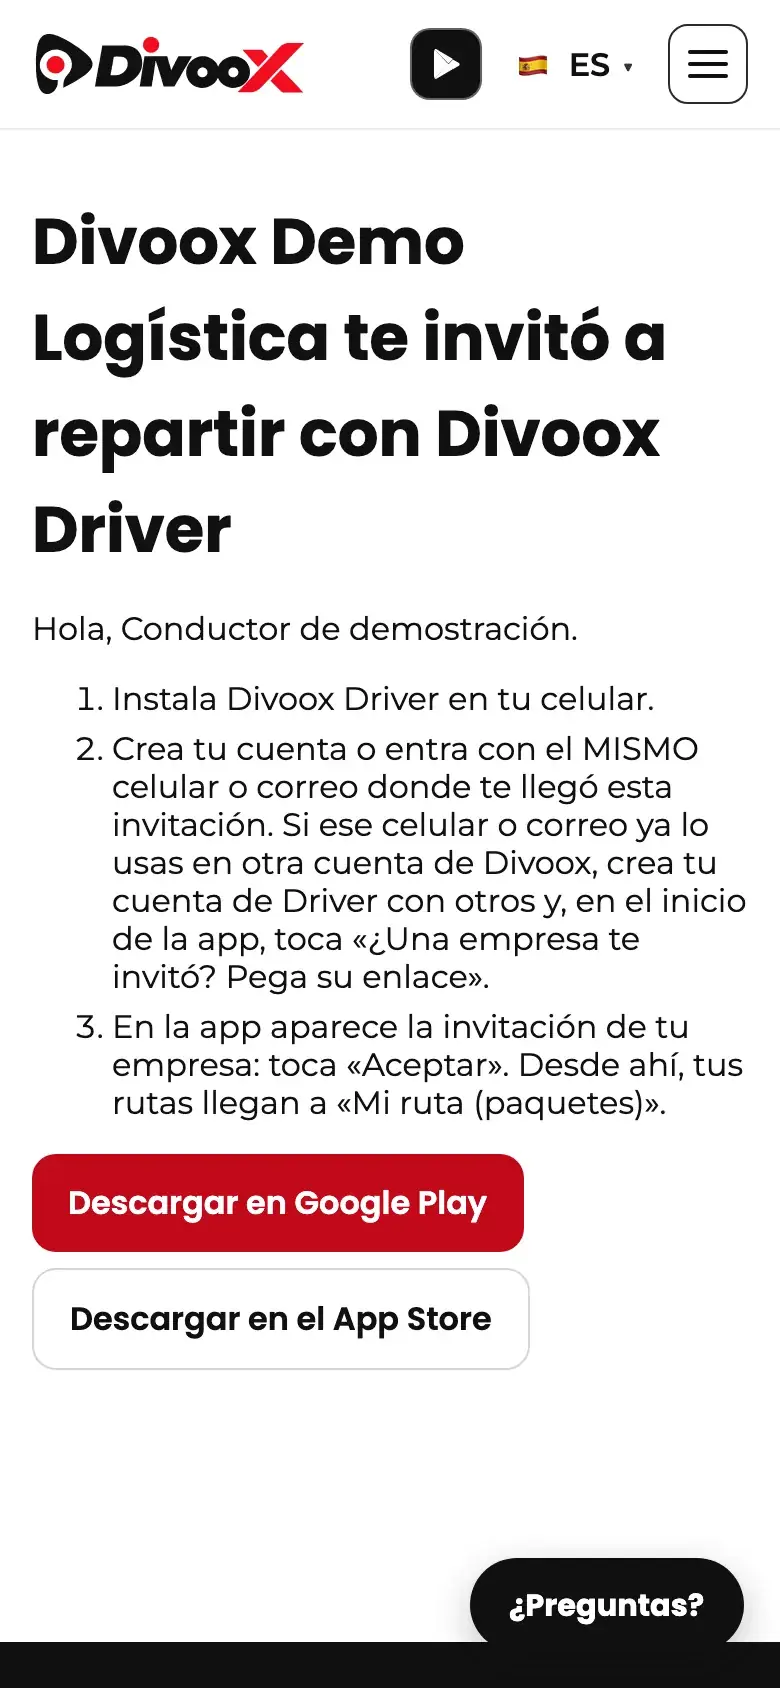 DivooX
ES
Divoox Demo
Logística te invitó a
repartir con Divoox
Driver
Hola, Conductor de demostración.
1. Instala Divoox Driver en tu celular.
2. Crea tu cuenta o entra con el MISMO
celular o correo donde te llegó esta
invitación. Si ese celular o correo ya lo
usas en otra cuenta de Divoox, crea tu
cuenta de Driver con otros y, en el inicio
de la app, toca «¿Una empresa te
invitó? Pega su enlace».
3. En la app aparece la invitación de tu
empresa: toca «Aceptar». Desde ahí, tus
rutas llegan a «Mi ruta (paquetes)».
Descargar en Google Play
Descargar en el App Store
¿Preguntas?